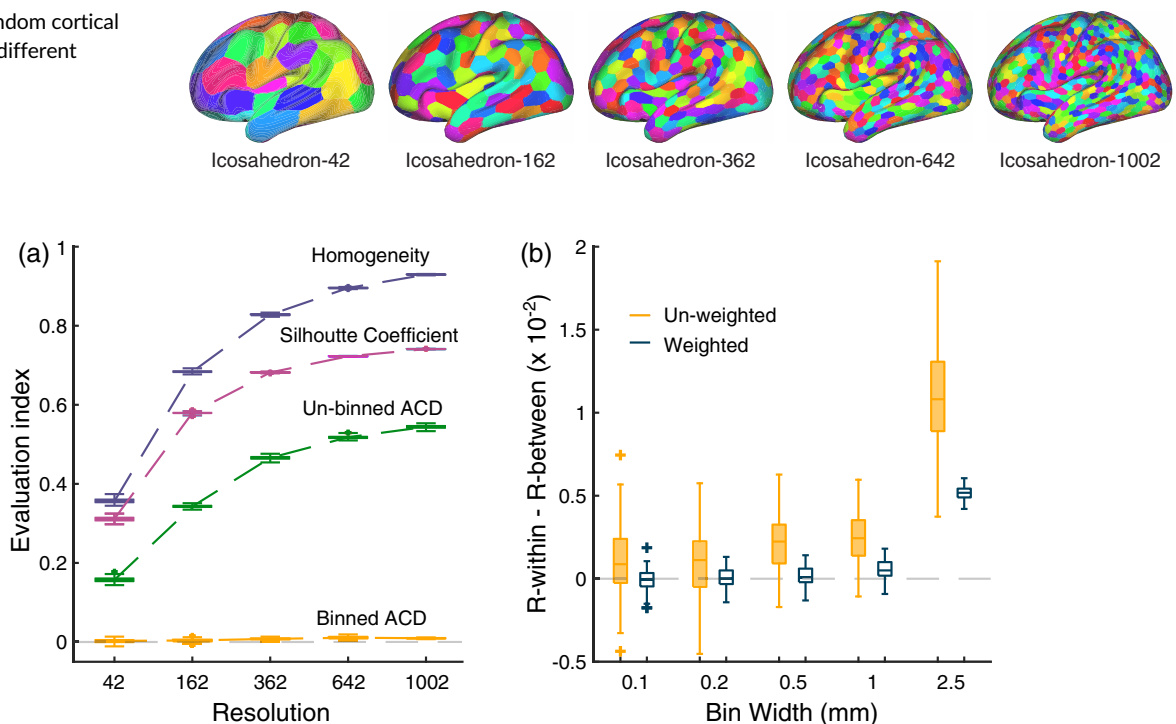 ndom cortical
different
Icosahedron-42
Icosahedron-162
Icosahedron-362
Icosahedron-642
Icosahedron-1002
(a)
Evaluation index
1
0.8
0.6
0.4
0.2
0
Homogeneity
Silhoutte Coefficient
Un-binned ACD
Binned ACD
42 162 362 642 1002
Resolution
(b)
R-within - R-between (x 10-2)
2
1.5
1
0.5
0
-0.5
Un-weighted
Weighted
0.1 0.2 0.5 1 2.5
Bin Width (mm)